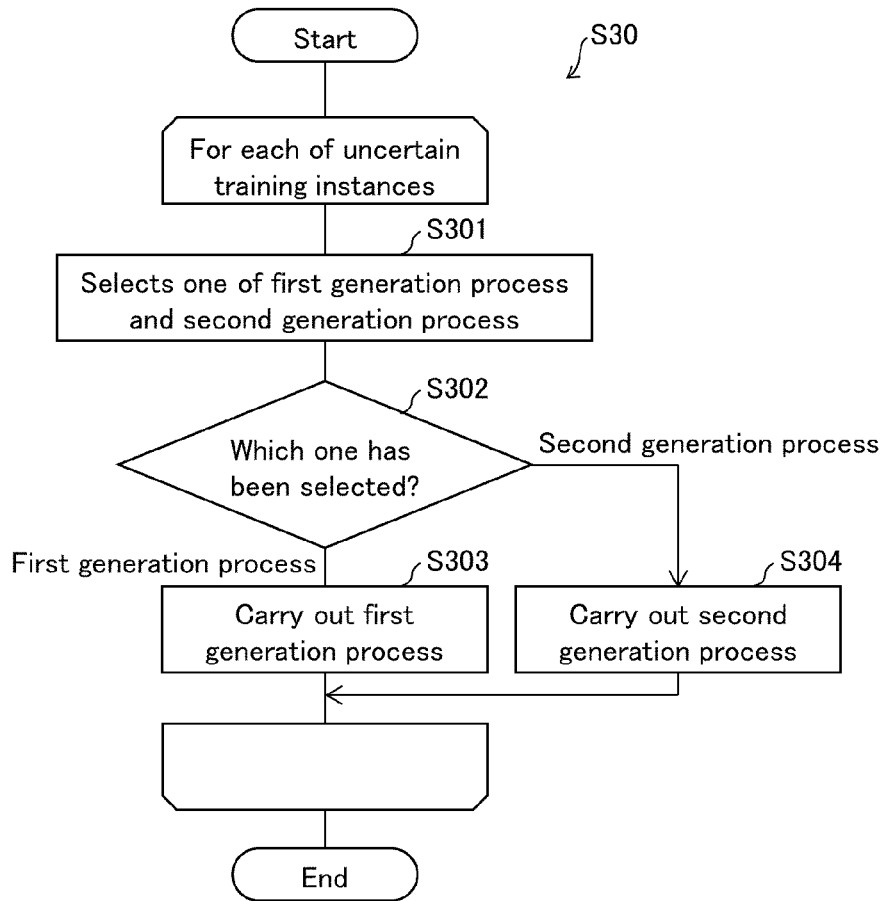 Start
S30
For each of uncertain
training instances
S301
Selects one of first generation process
and second generation process
S302
Which one has
been selected?
Second generation process
First generation process
S303
S304
Carry out first
generation process
Carry out second
generation process
End